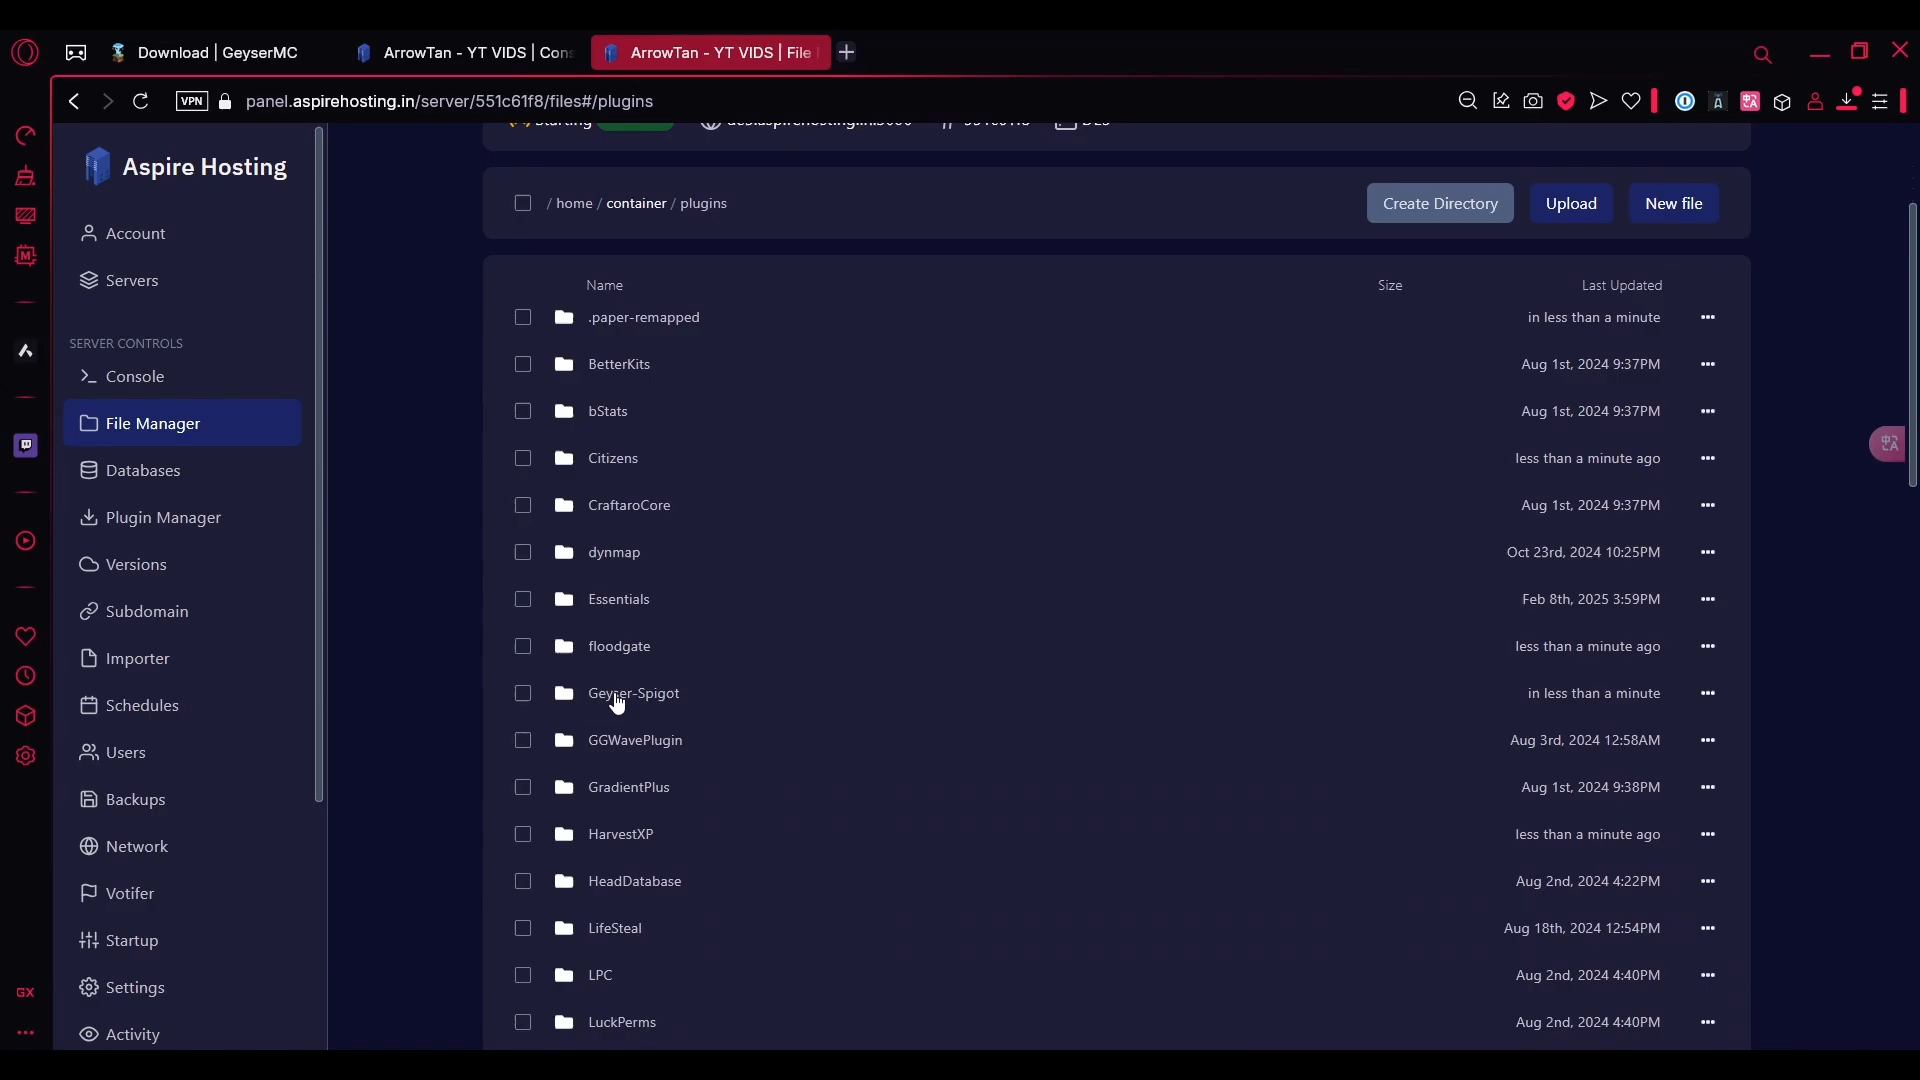 Download | GeyserMC
ArrowTan - YT VIDS | Cons
ArrowTan - YT VIDS | File
VPN
panel.aspirehosting.in/server/551c61f8/files#/plugins
Aspire Hosting
Account
Servers
SERVER CONTROLS
Console
File Manager
Databases
Plugin Manager
Versions
Subdomain
Importer
Schedules
Users
Backups
Network
Votifer
Startup
Settings
Activity
GX
/ home / container / plugins
Create Directory
Upload
New file
Name Size Last Updated
.paper-remapped in less than a minute
BetterKits Aug 1st, 2024 9:37PM
bStats Aug 1st, 2024 9:37PM
Citizens less than a minute ago
CraftaroCore Aug 1st, 2024 9:37PM
dynmap Oct 23rd, 2024 10:25PM
Essentials Feb 8th, 2025 3:59PM
floodgate less than a minute ago
Geyser-Spigot in less than a minute
GGWavePlugin Aug 3rd, 2024 12:58AM
GradientPlus Aug 1st, 2024 9:38PM
HarvestXP less than a minute ago
HeadDatabase Aug 2nd, 2024 4:22PM
LifeSteal Aug 18th, 2024 12:54PM
LPC Aug 2nd, 2024 4:40PM
LuckPerms Aug 2nd, 2024 4:40PM